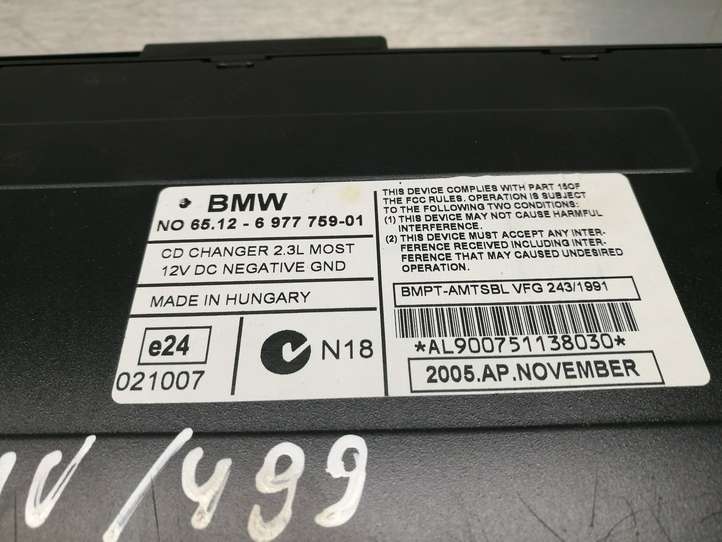 BMW
NO 65.12 - 6 977 759-01
CD CHANGER 2.3L MOST
12V DC NEGATIVE GND
MADE IN HUNGARY
e24
021007
N18
THIS DEVICE COMPLIES WITH PART 15OF
THE FCC RULES. OPERATION IS SUBJECT
TO THE FOLLOWING TWO CONDITIONS:
(1) THIS DEVICE MAY NOT CAUSE HARMFUL
INTERFERENCE.
(2) THIS DEVICE MUST ACCEPT ANY INTER-
FERENCE RECEIVED INCLUDING INTER-
FERENCE THAT MAY CAUSED UNDESIRED
OPERATION.
BMPT-AMTSBL VFG 243/1991
*AL900751138030*
2005.AP.NOVEMBER
/499